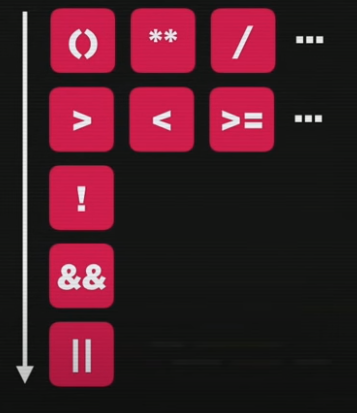 () ** / ...
> < >= ...
!
&&
||